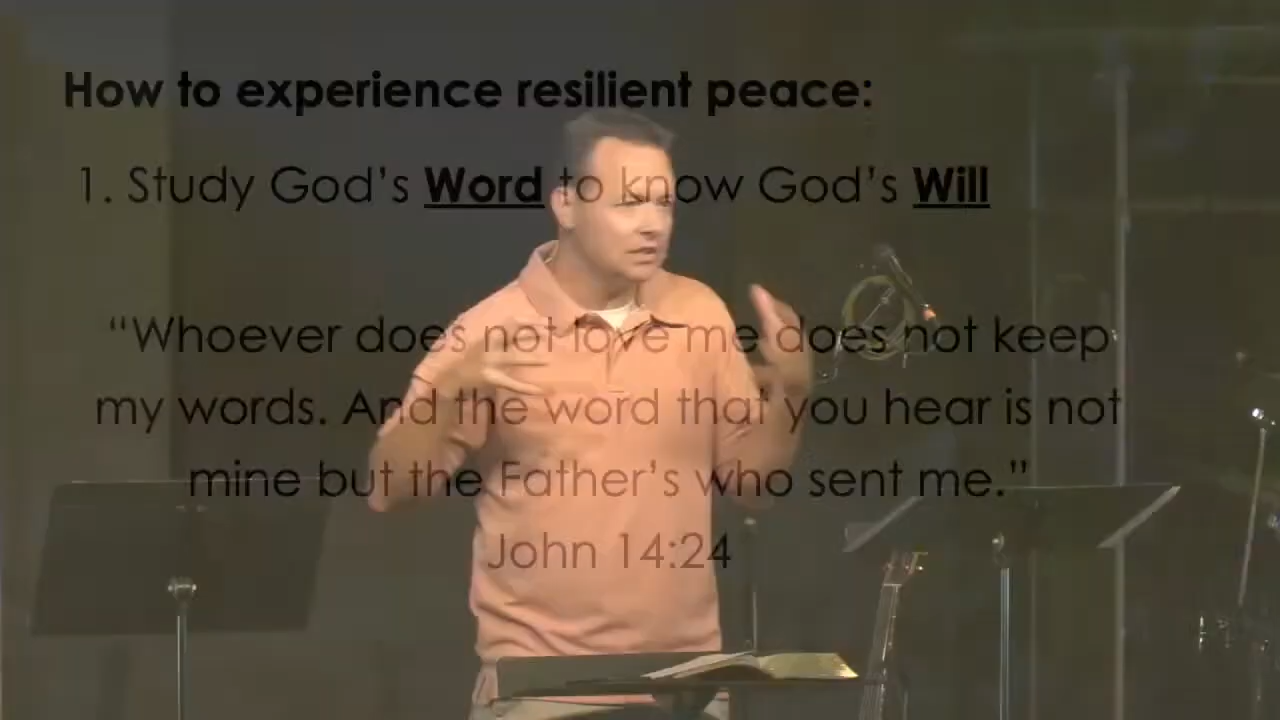 How to experience resilient peace:
1. Study God's Word to know God's Will
“Whoever does not love me does not keep
my words. And the word that you hear is not
mine but the Father’s who sent me.”
John 14:24